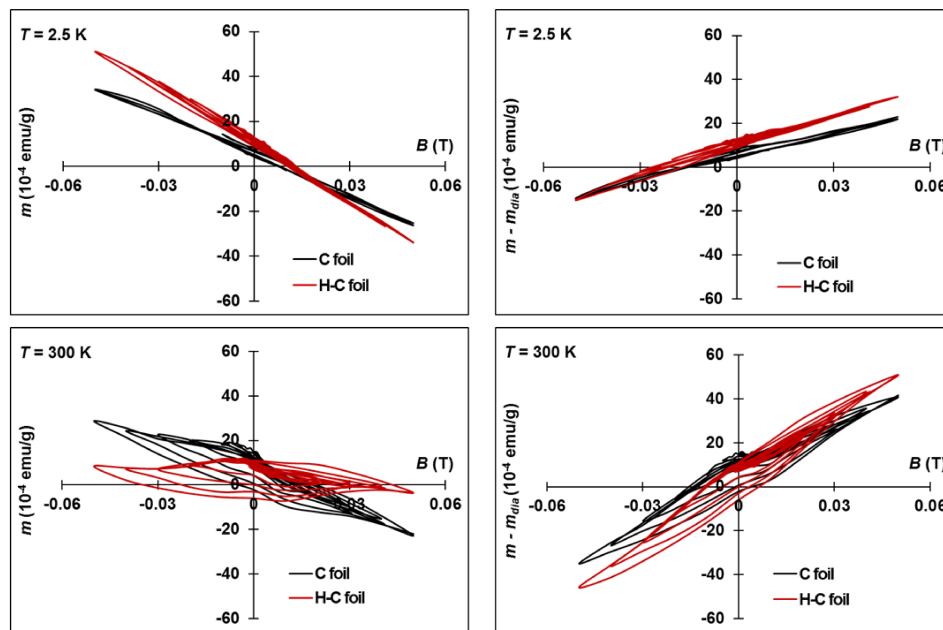 T = 2.5 K
m (10⁻⁴ emu/g)
60
40
20
0
-20
-40
-60
-0.06
-0.03
0
0.03
0.06
B (T)
C foil
H-C foil
T = 2.5 K
m - m_dia (10⁻⁴ emu/g)
60
40
20
0
-20
-40
-60
-0.06
-0.03
0
0.03
0.06
B (T)
C foil
H-C foil
T = 300 K
m (10⁻⁴ emu/g)
60
40
20
0
-20
-40
-60
-0.06
-0.03
0
0.03
0.06
B (T)
C foil
H-C foil
T = 300 K
m - m_dia (10⁻⁴ emu/g)
60
40
20
0
-20
-40
-60
-0.06
-0.03
0
0.03
0.06
B (T)
C foil
H-C foil